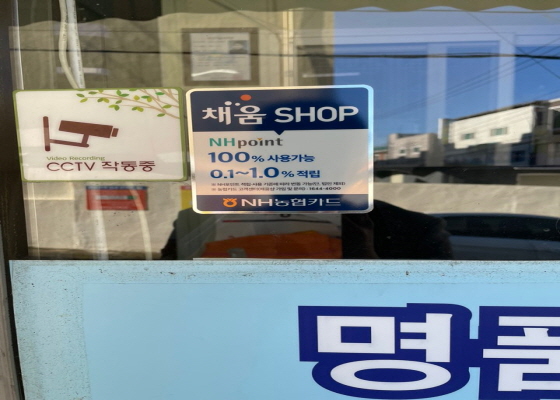 채움 SHOP
NHpoint
100% 사용가능
0.1~1.0% 적립
NH농협카드
Video Recording
CCTV 작동중
명